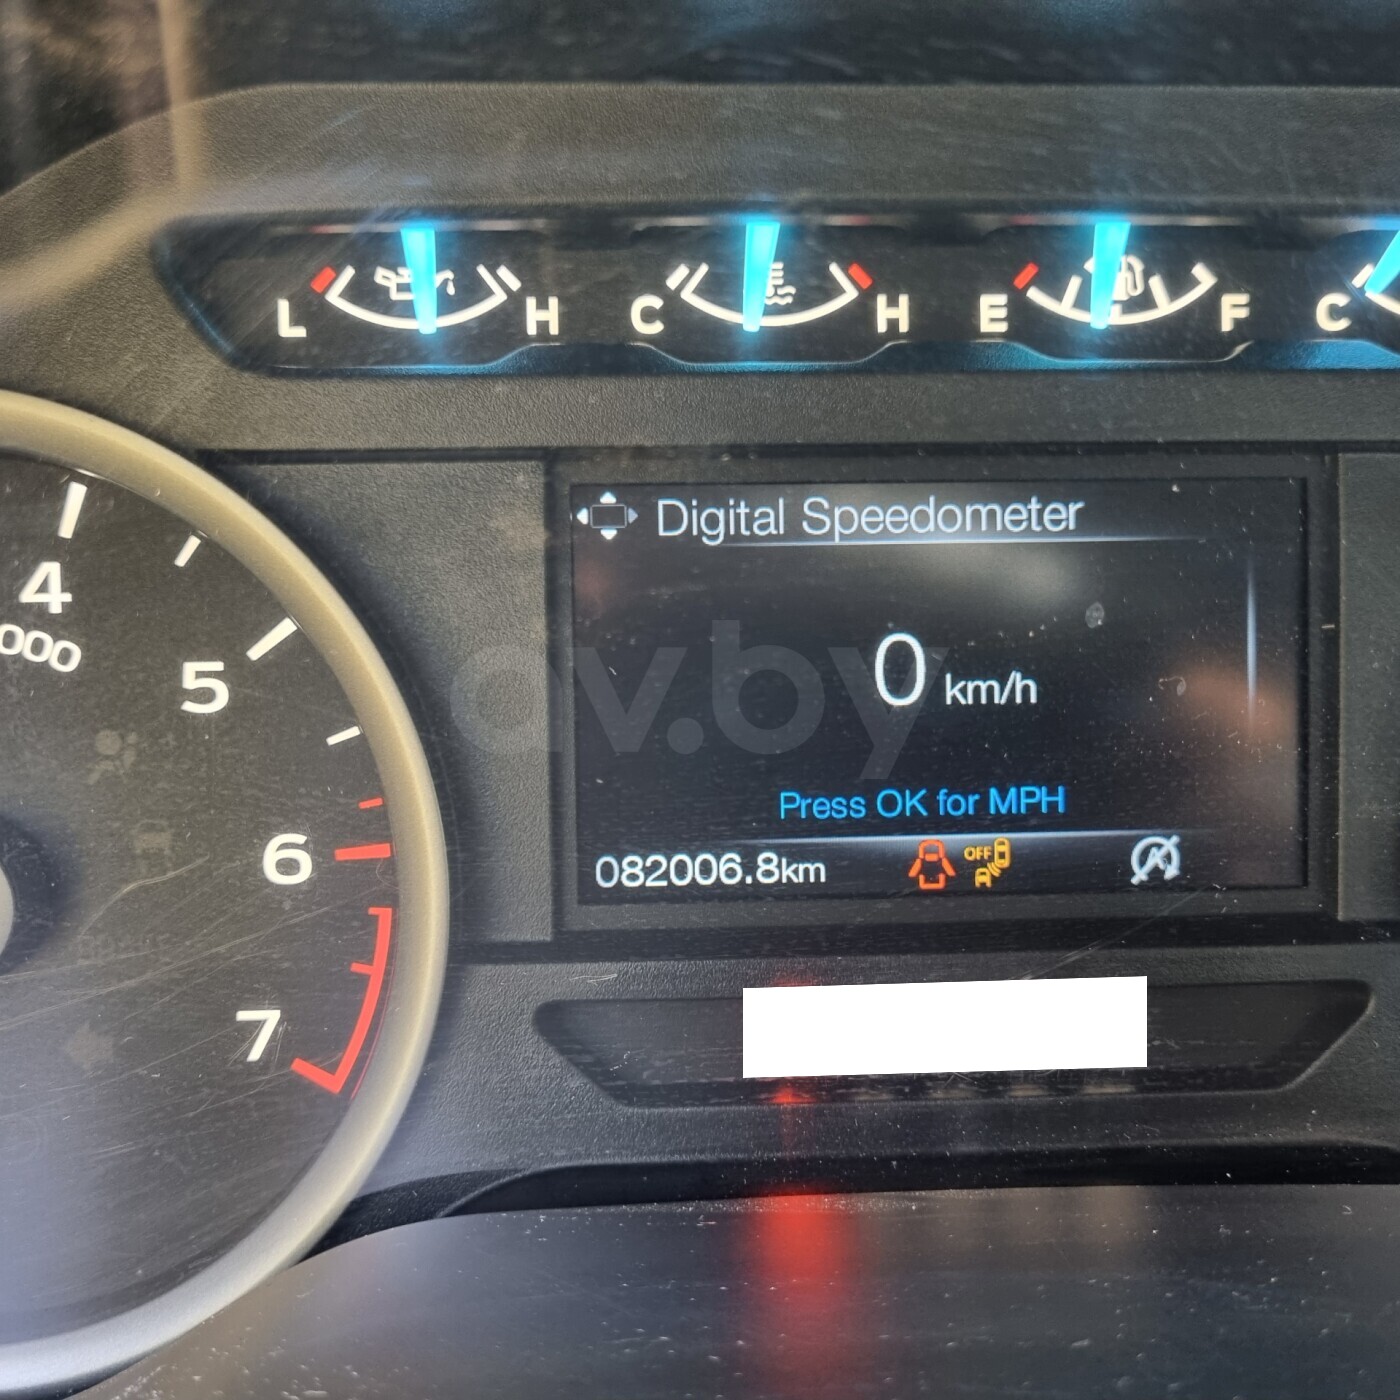 L H C H E F C
Digital Speedometer
4
000
5
0 km/h
av.by
Press OK for MPH
6
082006.8km
OFF
7